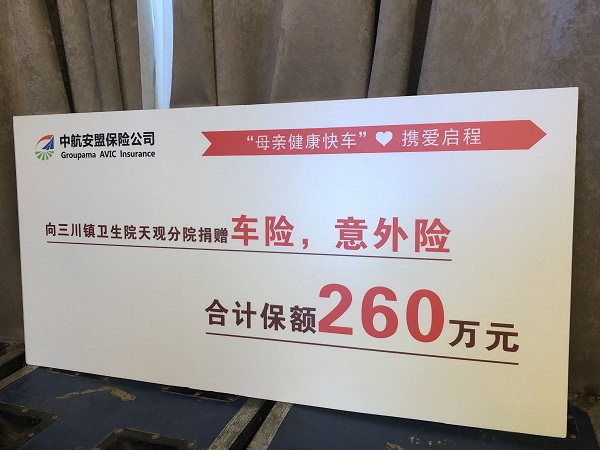 中航安盟保险公司
Groupama AVIC Insurance
“母亲健康快车”❤携爱启程
向三川镇卫生院天观分院捐赠车险，意外险
合计保额260万元